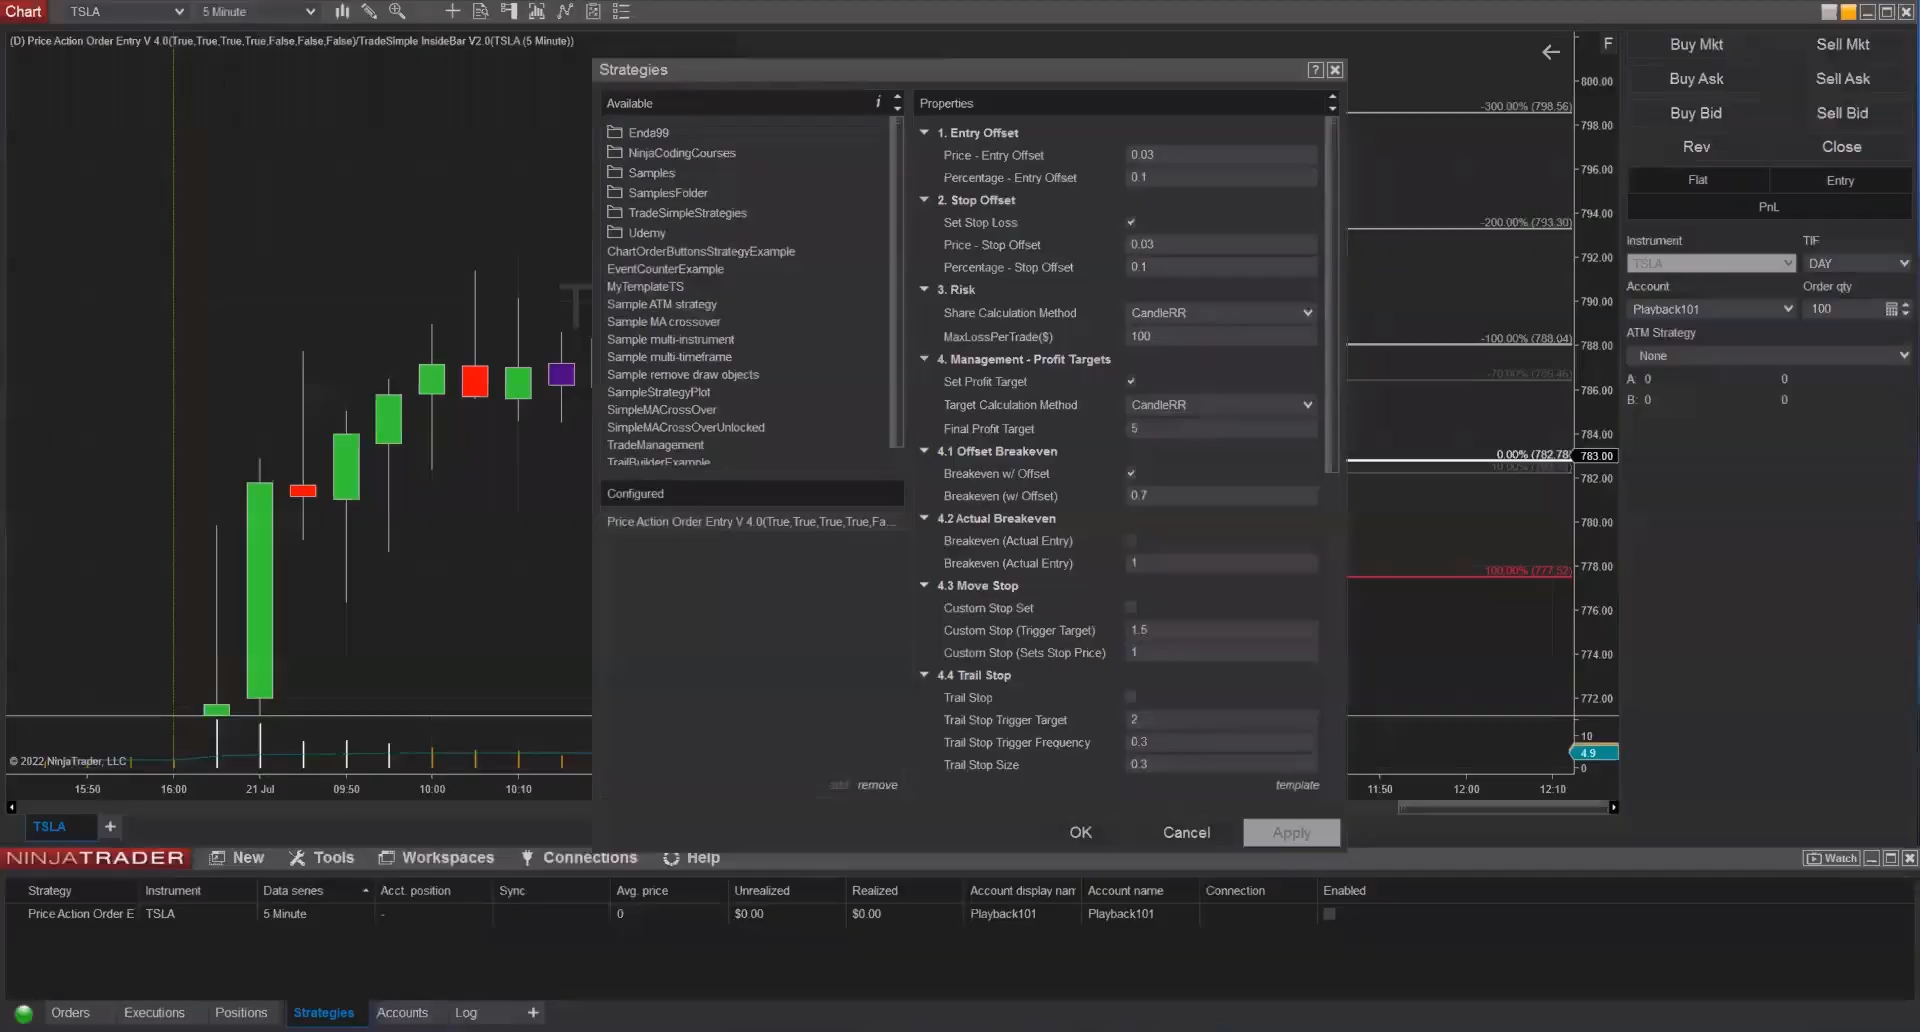 Chart TSLA 5 Minute
(D) Price Action Order Entry V 4.0(True,True,True,True,False,False,False)/TradeSimple InsideBar V2.0(TSLA (5 Minute))
Strategies
?
Available
i
Enda99
NinjaCodingCourses
Samples
SamplesFolder
TradeSimpleStrategies
Udemy
ChartOrderButtonsStrategyExample
EventCounterExample
MyTemplateTS
Sample ATM strategy
Sample MA crossover
Sample multi-instrument
Sample multi-timeframe
Sample remove draw objects
SampleStrategyPlot
SimpleMACrossOver
SimpleMACrossOverUnlocked
TradeManagement
TrailBuilderExample
Configured
Price Action Order Entry V 4.0(True,True,True,True,Fa...
add remove
Properties
1. Entry Offset
Price - Entry Offset 0.03
Percentage - Entry Offset 0.1
2. Stop Offset
Set Stop Loss
Price - Stop Offset 0.03
Percentage - Stop Offset 0.1
3. Risk
Share Calculation Method CandleRR
MaxLossPerTrade($) 100
4. Management - Profit Targets
Set Profit Target
Target Calculation Method CandleRR
Final Profit Target 5
4.1 Offset Breakeven
Breakeven w/ Offset
Breakeven (w/ Offset) 0.7
4.2 Actual Breakeven
Breakeven (Actual Entry)
Breakeven (Actual Entry) 1
4.3 Move Stop
Custom Stop Set
Custom Stop (Trigger Target) 1.5
Custom Stop (Sets Stop Price) 1
4.4 Trail Stop
Trail Stop
Trail Stop Trigger Target 2
Trail Stop Trigger Frequency 0.3
Trail Stop Size 0.3
template
OK Cancel Apply
T
-300.00% (798.56)
-200.00% (793.30)
-100.00% (788.04)
0.00% (782.78)
100.00% (777.52)
F
800.00
798.00
796.00
794.00
792.00
790.00
788.00
786.00
784.00
783.00
782.00
780.00
778.00
776.00
774.00
772.00
10
4.9
0
© 2022 NinjaTrader, LLC
15:50 16:00 21 Jul 09:50 10:00 10:10 11:50 12:00 12:10
TSLA +
Buy Mkt Sell Mkt
Buy Ask Sell Ask
Buy Bid Sell Bid
Rev Close
Flat Entry
PnL
Instrument TIF
TSLA DAY
Account Order qty
Playback101 100
ATM Strategy
None
A: 0 0
B: 0 0
NINJATRADER New Tools Workspaces Connections Help Watch
Strategy Instrument Data series Acct. position Sync Avg. price Unrealized Realized Account display nam Account name Connection Enabled
Price Action Order E TSLA 5 Minute - 0 $0.00 $0.00 Playback101 Playback101
Orders Executions Positions Strategies Accounts Log +